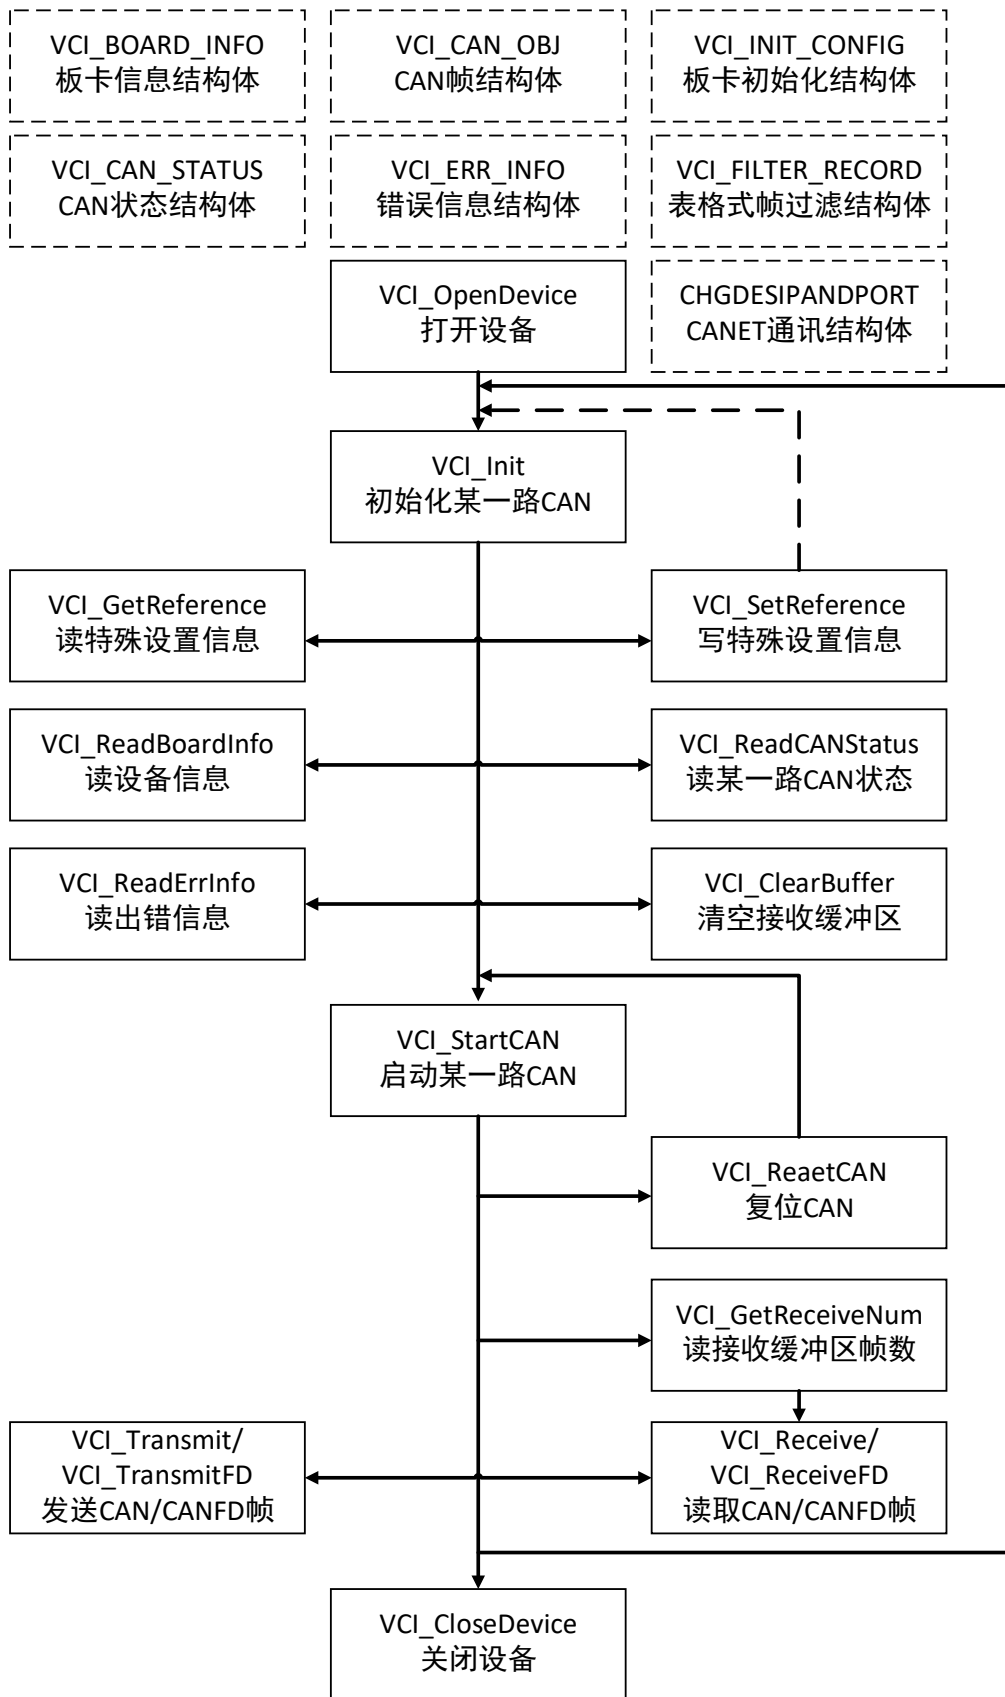 VCI_BOARD_INFO
板卡信息结构体
VCI_CAN_OBJ
CAN帧结构体
VCI_INIT_CONFIG
板卡初始化结构体
VCI_CAN_STATUS
CAN状态结构体
VCI_ERR_INFO
错误信息结构体
VCI_FILTER_RECORD
表格式帧过滤结构体
VCI_OpenDevice
打开设备
CHGDESIPANDPORT
CANET通讯结构体
VCI_Init
初始化某一路CAN
VCI_GetReference
读特殊设置信息
VCI_SetReference
写特殊设置信息
VCI_ReadBoardInfo
读设备信息
VCI_ReadCANStatus
读某一路CAN状态
VCI_ReadErrInfo
读出错信息
VCI_ClearBuffer
清空接收缓冲区
VCI_StartCAN
启动某一路CAN
VCI_ReaetCAN
复位CAN
VCI_GetReceiveNum
读接收缓冲区帧数
VCI_Transmit/
VCI_TransmitFD
发送CAN/CANFD帧
VCI_Receive/
VCI_ReceiveFD
读取CAN/CANFD帧
VCI_CloseDevice
关闭设备